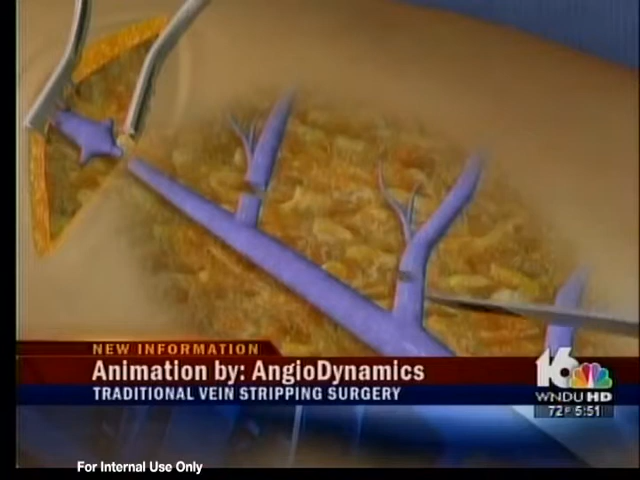 NEW INFORMATION
Animation by: AngioDynamics
TRADITIONAL VEIN STRIPPING SURGERY
16
WNDU HD
72° 5:51
For Internal Use Only